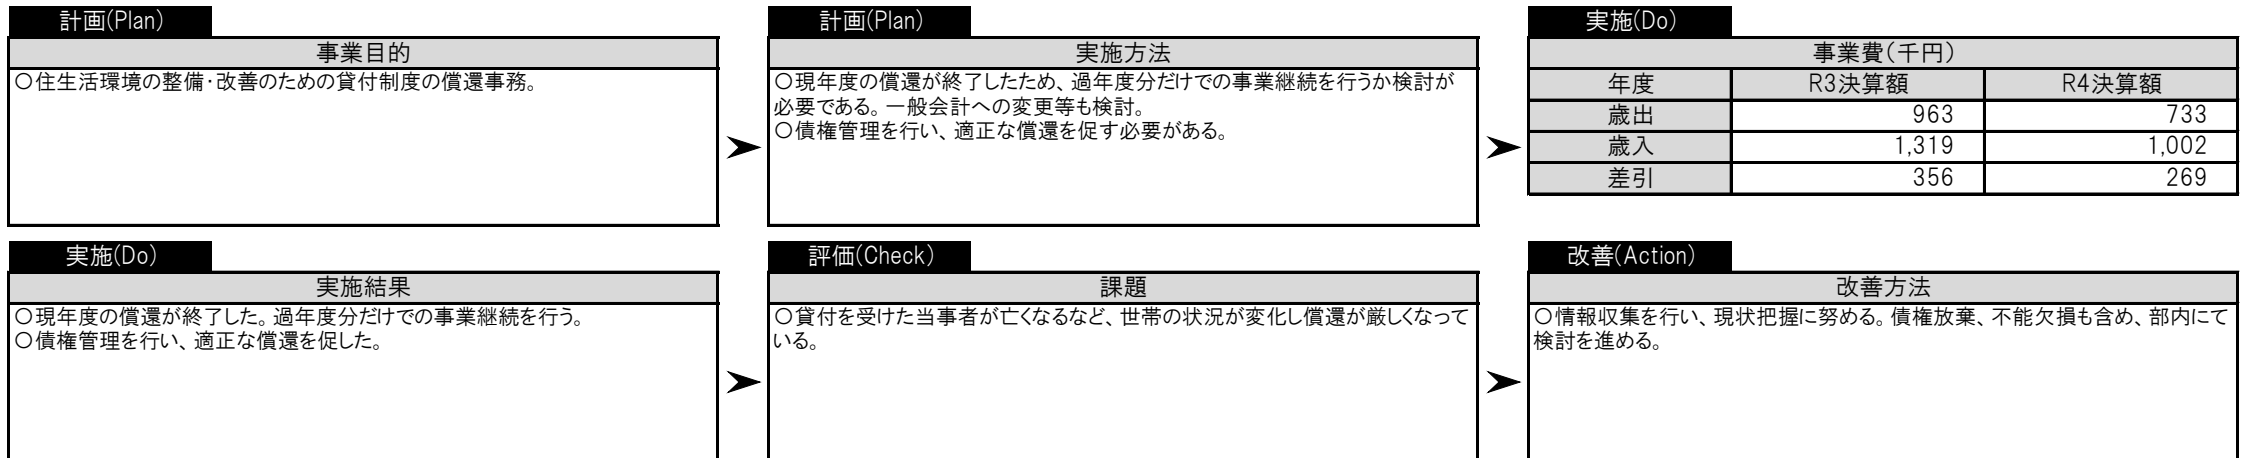 計画(Plan)
事業目的
○住生活環境の整備・改善のための貸付制度の償還事務。
計画(Plan)
実施方法
○現年度の償還が終了したため、過年度分だけでの事業継続を行うか検討が
必要である。一般会計への変更等も検討。
○債権管理を行い、適正な償還を促す必要がある。
実施(Do)
事業費(千円)
年度 R3決算額 R4決算額
歳出 963 733
歳入 1,319 1,002
差引 356 269
実施(Do)
実施結果
○現年度の償還が終了した。過年度分だけでの事業継続を行う。
○債権管理を行い、適正な償還を促した。
評価(Check)
課題
○貸付を受けた当事者が亡くなるなど、世帯の状況が変化し償還が厳しくなって
いる。
改善(Action)
改善方法
○情報収集を行い、現状把握に努める。債権放棄、不能欠損も含め、部内にて
検討を進める。